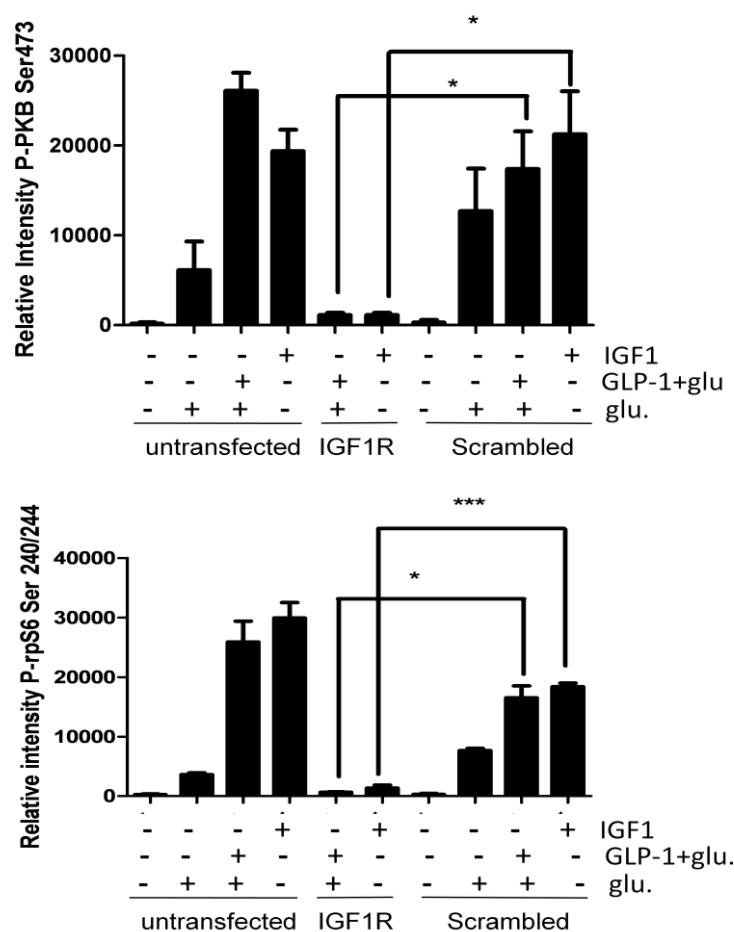 *
*
Relative Intensity P-PKB Ser473
30000
20000
10000
0
- - - + - + - - - + IGF1
- - + - + - - - + - GLP-1+glu
- + + - + - - + + - glu.
untransfected IGF1R Scrambled
***
*
Relative intensity P-rpS6 Ser 240/244
40000
30000
20000
10000
0
- - - + - + - - - + IGF1
- - + - + - - - + - GLP-1+glu.
- + + - + - - + + - glu.
untransfected IGF1R Scrambled